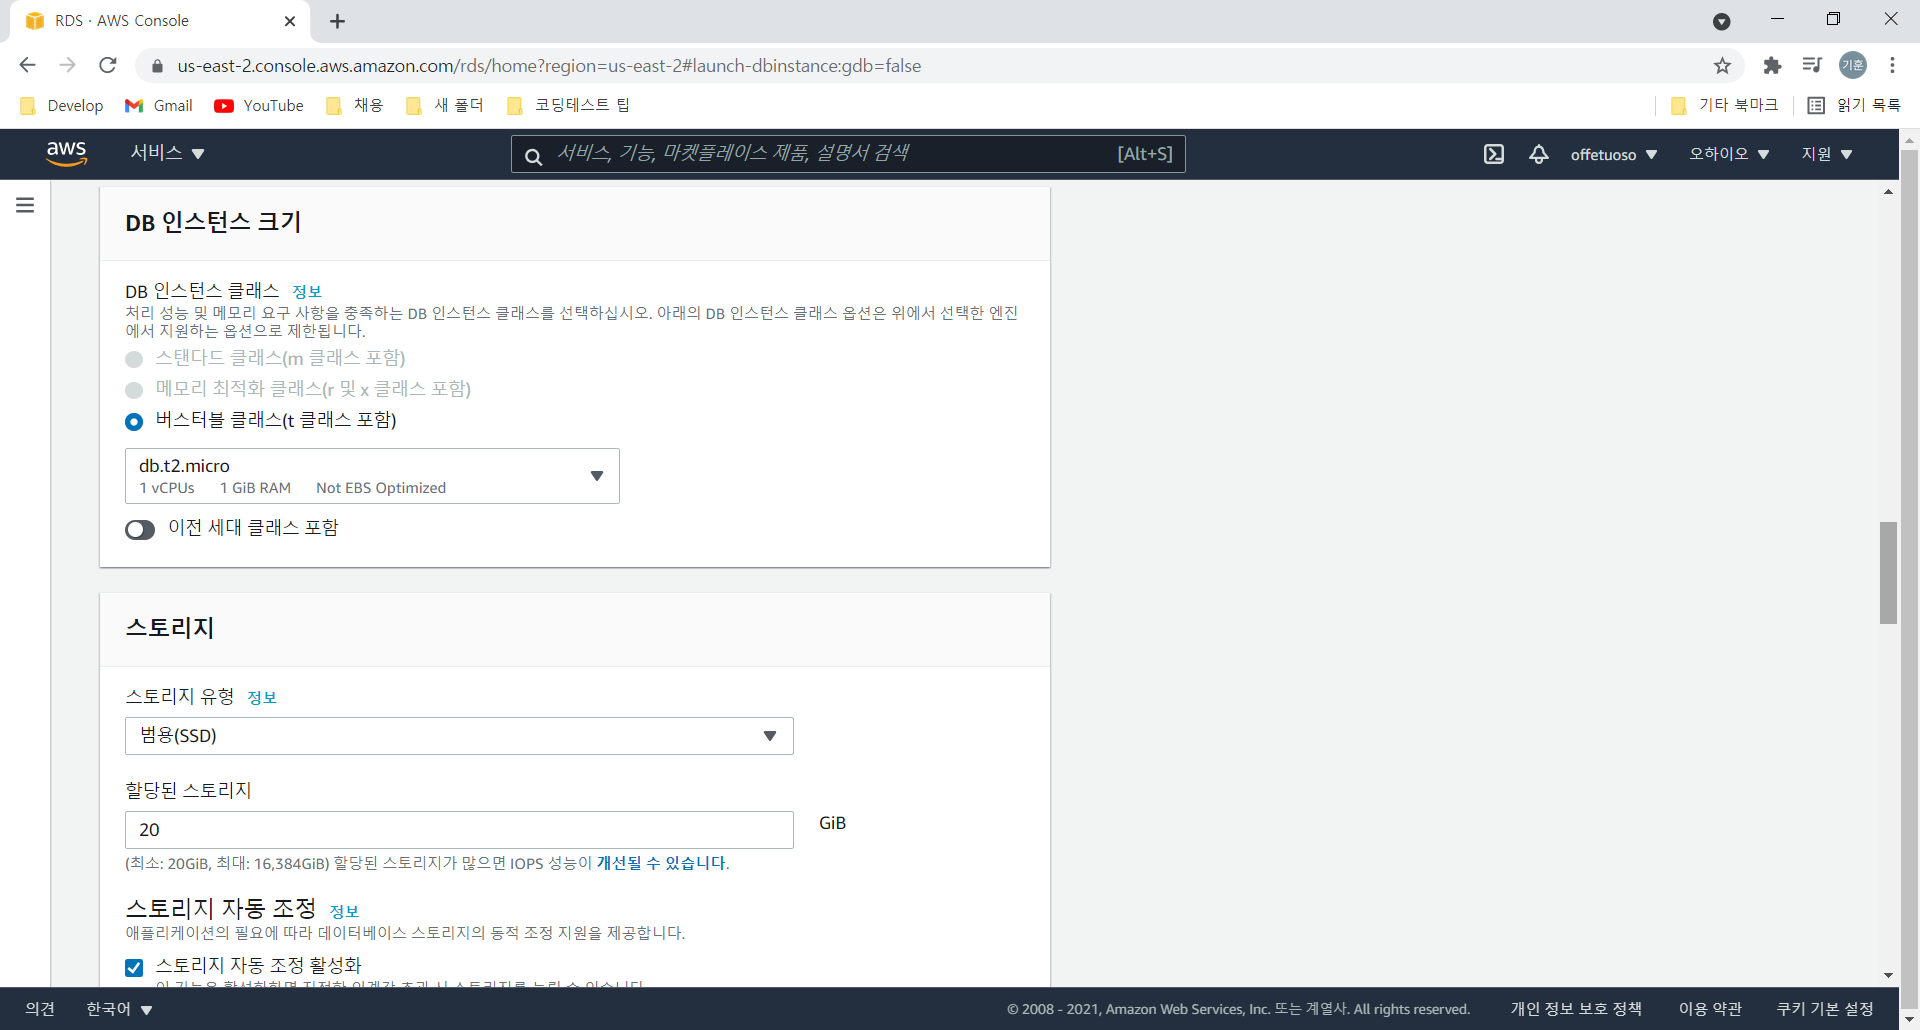 RDS · AWS Console
us-east-2.console.aws.amazon.com/rds/home?region=us-east-2#launch-dbinstance:gdb=false
기훈
Develop Gmail YouTube 채용 새 폴더 코딩테스트 팁 기타 북마크 읽기 목록
aws 서비스 서비스, 기능, 마켓플레이스 제품, 설명서 검색 [Alt+S] offetuoso 오하이오 지원
DB 인스턴스 크기
DB 인스턴스 클래스 정보
처리 성능 및 메모리 요구 사항을 충족하는 DB 인스턴스 클래스를 선택하십시오. 아래의 DB 인스턴스 클래스 옵션은 위에서 선택한 엔진
에서 지원하는 옵션으로 제한됩니다.
스탠다드 클래스(m 클래스 포함)
메모리 최적화 클래스(r 및 x 클래스 포함)
버스터블 클래스(t 클래스 포함)
db.t2.micro
1 vCPUs 1 GiB RAM Not EBS Optimized
이전 세대 클래스 포함
스토리지
스토리지 유형 정보
범용(SSD)
할당된 스토리지
20 GiB
(최소: 20GiB, 최대: 16,384GiB) 할당된 스토리지가 많으면 IOPS 성능이 개선될 수 있습니다.
스토리지 자동 조정 정보
애플리케이션의 필요에 따라 데이터베이스 스토리지의 동적 조정 지원을 제공합니다.
스토리지 자동 조정 활성화
의견 한국어 © 2008 - 2021, Amazon Web Services, Inc. 또는 계열사. All rights reserved. 개인 정보 보호 정책 이용 약관 쿠키 기본 설정